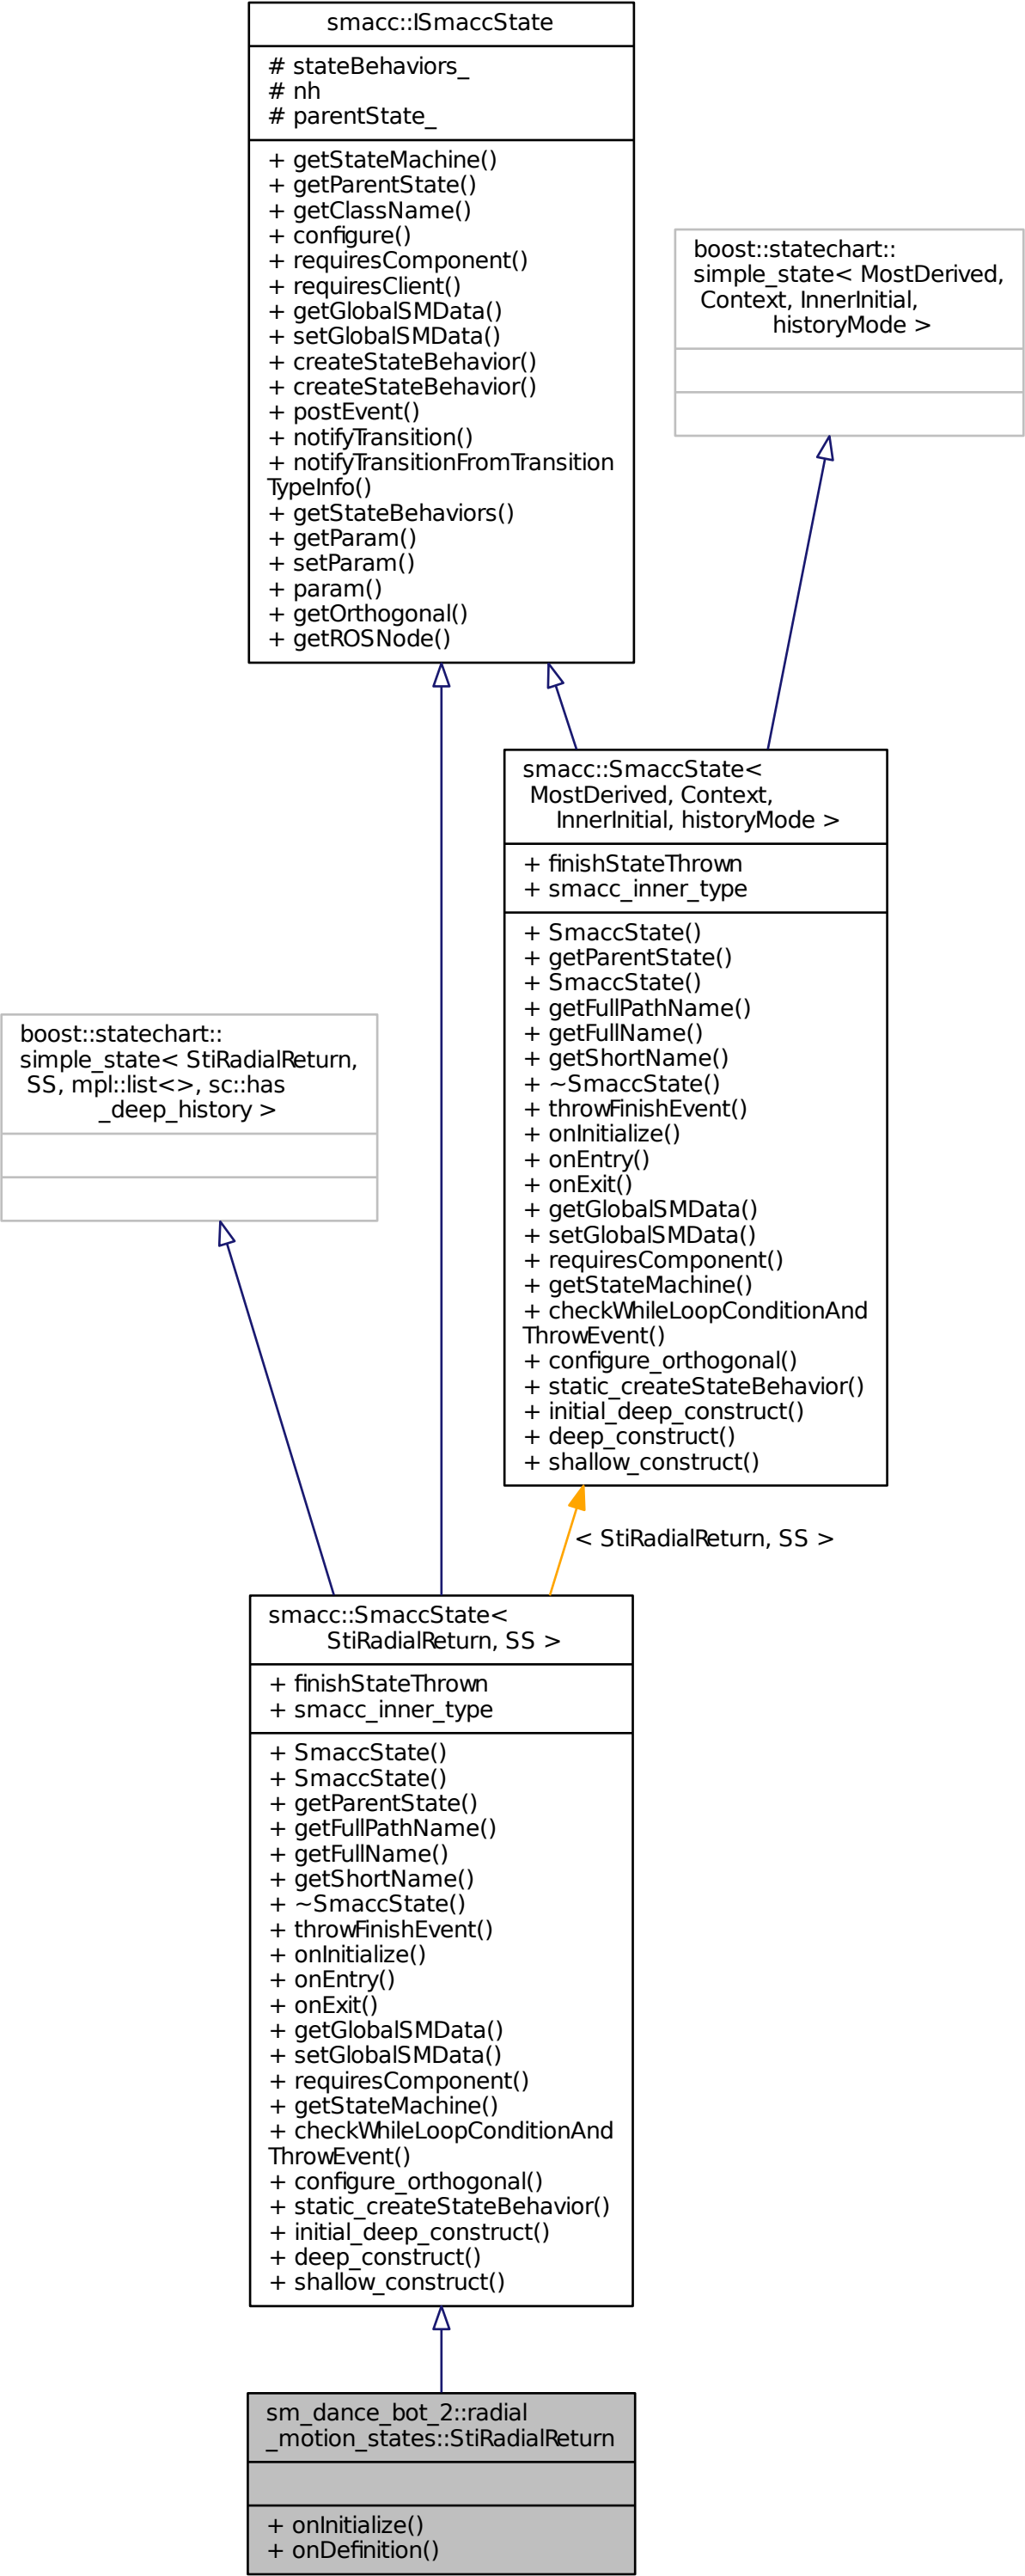 smacc::ISmaccState
# stateBehaviors_
# nh
# parentState_
+ getStateMachine()
+ getParentState()
+ getClassName()
+ configure()
+ requiresComponent()
+ requiresClient()
+ getGlobalSMData()
+ setGlobalSMData()
+ createStateBehavior()
+ createStateBehavior()
+ postEvent()
+ notifyTransition()
+ notifyTransitionFromTransition
TypeInfo()
+ getStateBehaviors()
+ getParam()
+ setParam()
+ param()
+ getOrthogonal()
+ getROSNode()
boost::statechart::
simple_state< MostDerived,
Context, InnerInitial,
historyMode >
smacc::SmaccState<
MostDerived, Context,
InnerInitial, historyMode >
+ finishStateThrown
+ smacc_inner_type
+ SmaccState()
+ getParentState()
+ SmaccState()
+ getFullPathName()
+ getFullName()
+ getShortName()
+ ~SmaccState()
+ throwFinishEvent()
+ onInitialize()
+ onEntry()
+ onExit()
+ getGlobalSMData()
+ setGlobalSMData()
+ requiresComponent()
+ getStateMachine()
+ checkWhileLoopConditionAnd
ThrowEvent()
+ configure_orthogonal()
+ static_createStateBehavior()
+ initial_deep_construct()
+ deep_construct()
+ shallow_construct()
boost::statechart::
simple_state< StiRadialReturn,
SS, mpl::list<>, sc::has
_deep_history >
< StiRadialReturn, SS >
smacc::SmaccState<
StiRadialReturn, SS >
+ finishStateThrown
+ smacc_inner_type
+ SmaccState()
+ SmaccState()
+ getParentState()
+ getFullPathName()
+ getFullName()
+ getShortName()
+ ~SmaccState()
+ throwFinishEvent()
+ onInitialize()
+ onEntry()
+ onExit()
+ getGlobalSMData()
+ setGlobalSMData()
+ requiresComponent()
+ getStateMachine()
+ checkWhileLoopConditionAnd
ThrowEvent()
+ configure_orthogonal()
+ static_createStateBehavior()
+ initial_deep_construct()
+ deep_construct()
+ shallow_construct()
sm_dance_bot_2::radial
_motion_states::StiRadialReturn
+ onInitialize()
+ onDefinition()